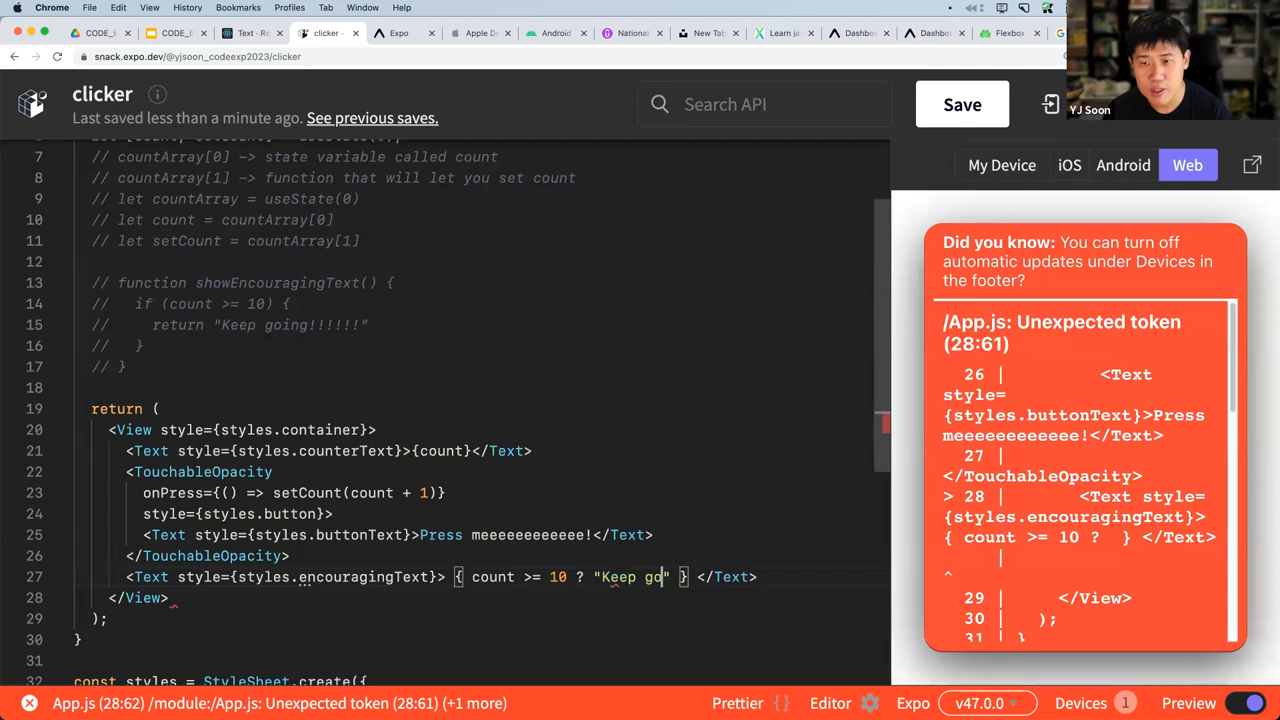 Chrome File Edit View History Bookmarks Profiles Tab Window Help
CODE_E CODE_E Text - Re clicker - Expo Apple De Android National New Tab Learn ja Dashbo Dashbo Flexbox
snack.expo.dev/@yjsoon_codeexp2023/clicker
clicker
Last saved less than a minute ago. See previous saves.
Search API
Save
YJ Soon
My Device iOS Android Web
7 // countArray[0] -> state variable called count
8 // countArray[1] -> function that will let you set count
9 // let countArray = useState(0)
10 // let count = countArray[0]
11 // let setCount = countArray[1]
12
13 // function showEncouragingText() {
14 //   if (count >= 10) {
15 //     return "Keep going!!!!!!"
16 //   }
17 // }
18
19 return (
20 <View style={styles.container}>
21 <Text style={styles.counterText}>{count}</Text>
22 <TouchableOpacity
23 onPress={() => setCount(count + 1)}
24 style={styles.button}>
25 <Text style={styles.buttonText}>Press meeeeeeeeeeee!</Text>
26 </TouchableOpacity>
27 <Text style={styles.encouragingText}> { count >= 10 ? "Keep go" } </Text>
28 </View>
29 );
30 }
31
32 const styles = StyleSheet.create({
Did you know: You can turn off
automatic updates under Devices in
the footer?
/App.js: Unexpected token
(28:61)
26 | <Text
style=
{styles.buttonText}>Press
meeeeeeeeeeee!</Text>
27 |
</TouchableOpacity>
> 28 | <Text style=
{styles.encouragingText}>
{ count >= 10 ?  } </Text>
|
^
29 | </View>
30 | );
31 | }
App.js (28:62) /module:/App.js: Unexpected token (28:61) (+1 more)
Prettier { } Editor Expo v47.0.0 Devices 1 Preview